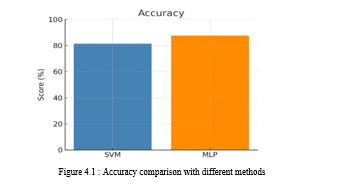 Accuracy
100
80
60
40
20
0
Score (%)
SVM
MLP
Figure 4.1 : Accuracy comparison with different methods